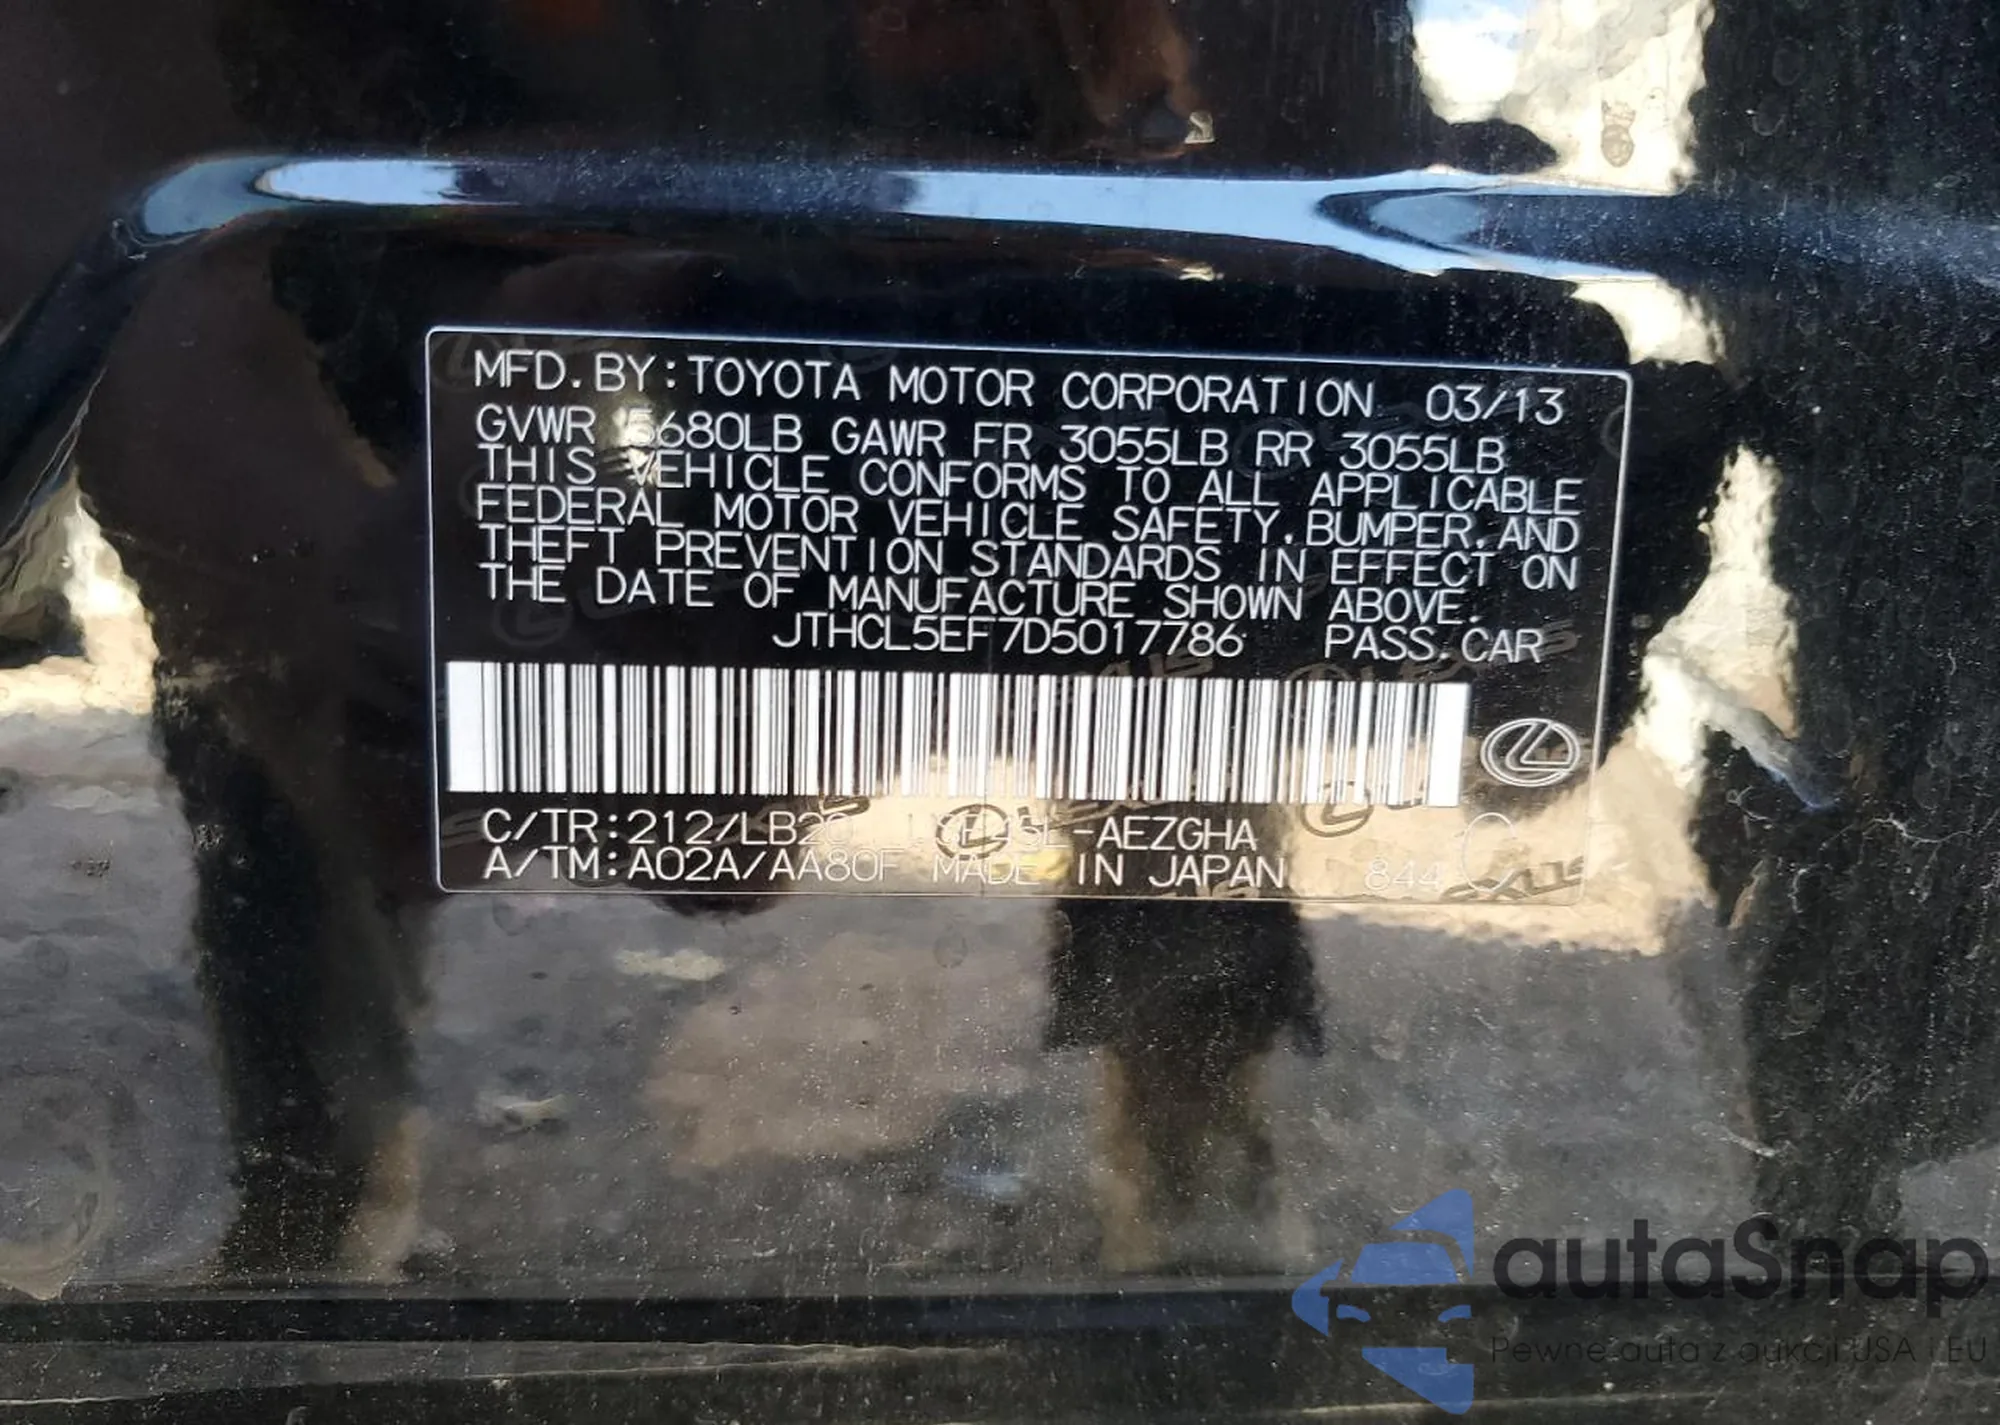 MFD. BY: TOYOTA MOTOR CORPORATION 03/13
GVWR 5680LB GAWR FR 3055LB RR 3055LB
THIS VEHICLE CONFORMS TO ALL APPLICABLE
FEDERAL MOTOR VEHICLE SAFETY, BUMPER, AND
THEFT PREVENTION STANDARDS IN EFFECT ON
THE DATE OF MANUFACTURE SHOWN ABOVE.
JTHCL5EF7D5017786 PASS. CAR
C/TR: 212/LB20 -AEZGHA
A/TM: A02A/AA80F MADE IN JAPAN 844
autaSnap
Pewne auta z aukcji USA i EU